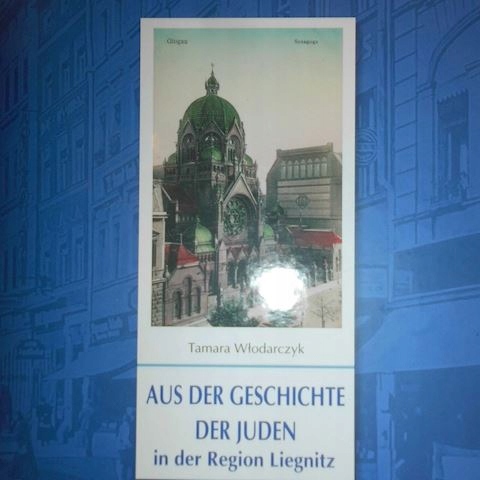 Glogau Synagoge
Tamara Włodarczyk
AUS DER GESCHICHTE
DER JUDEN
in der Region Liegnitz